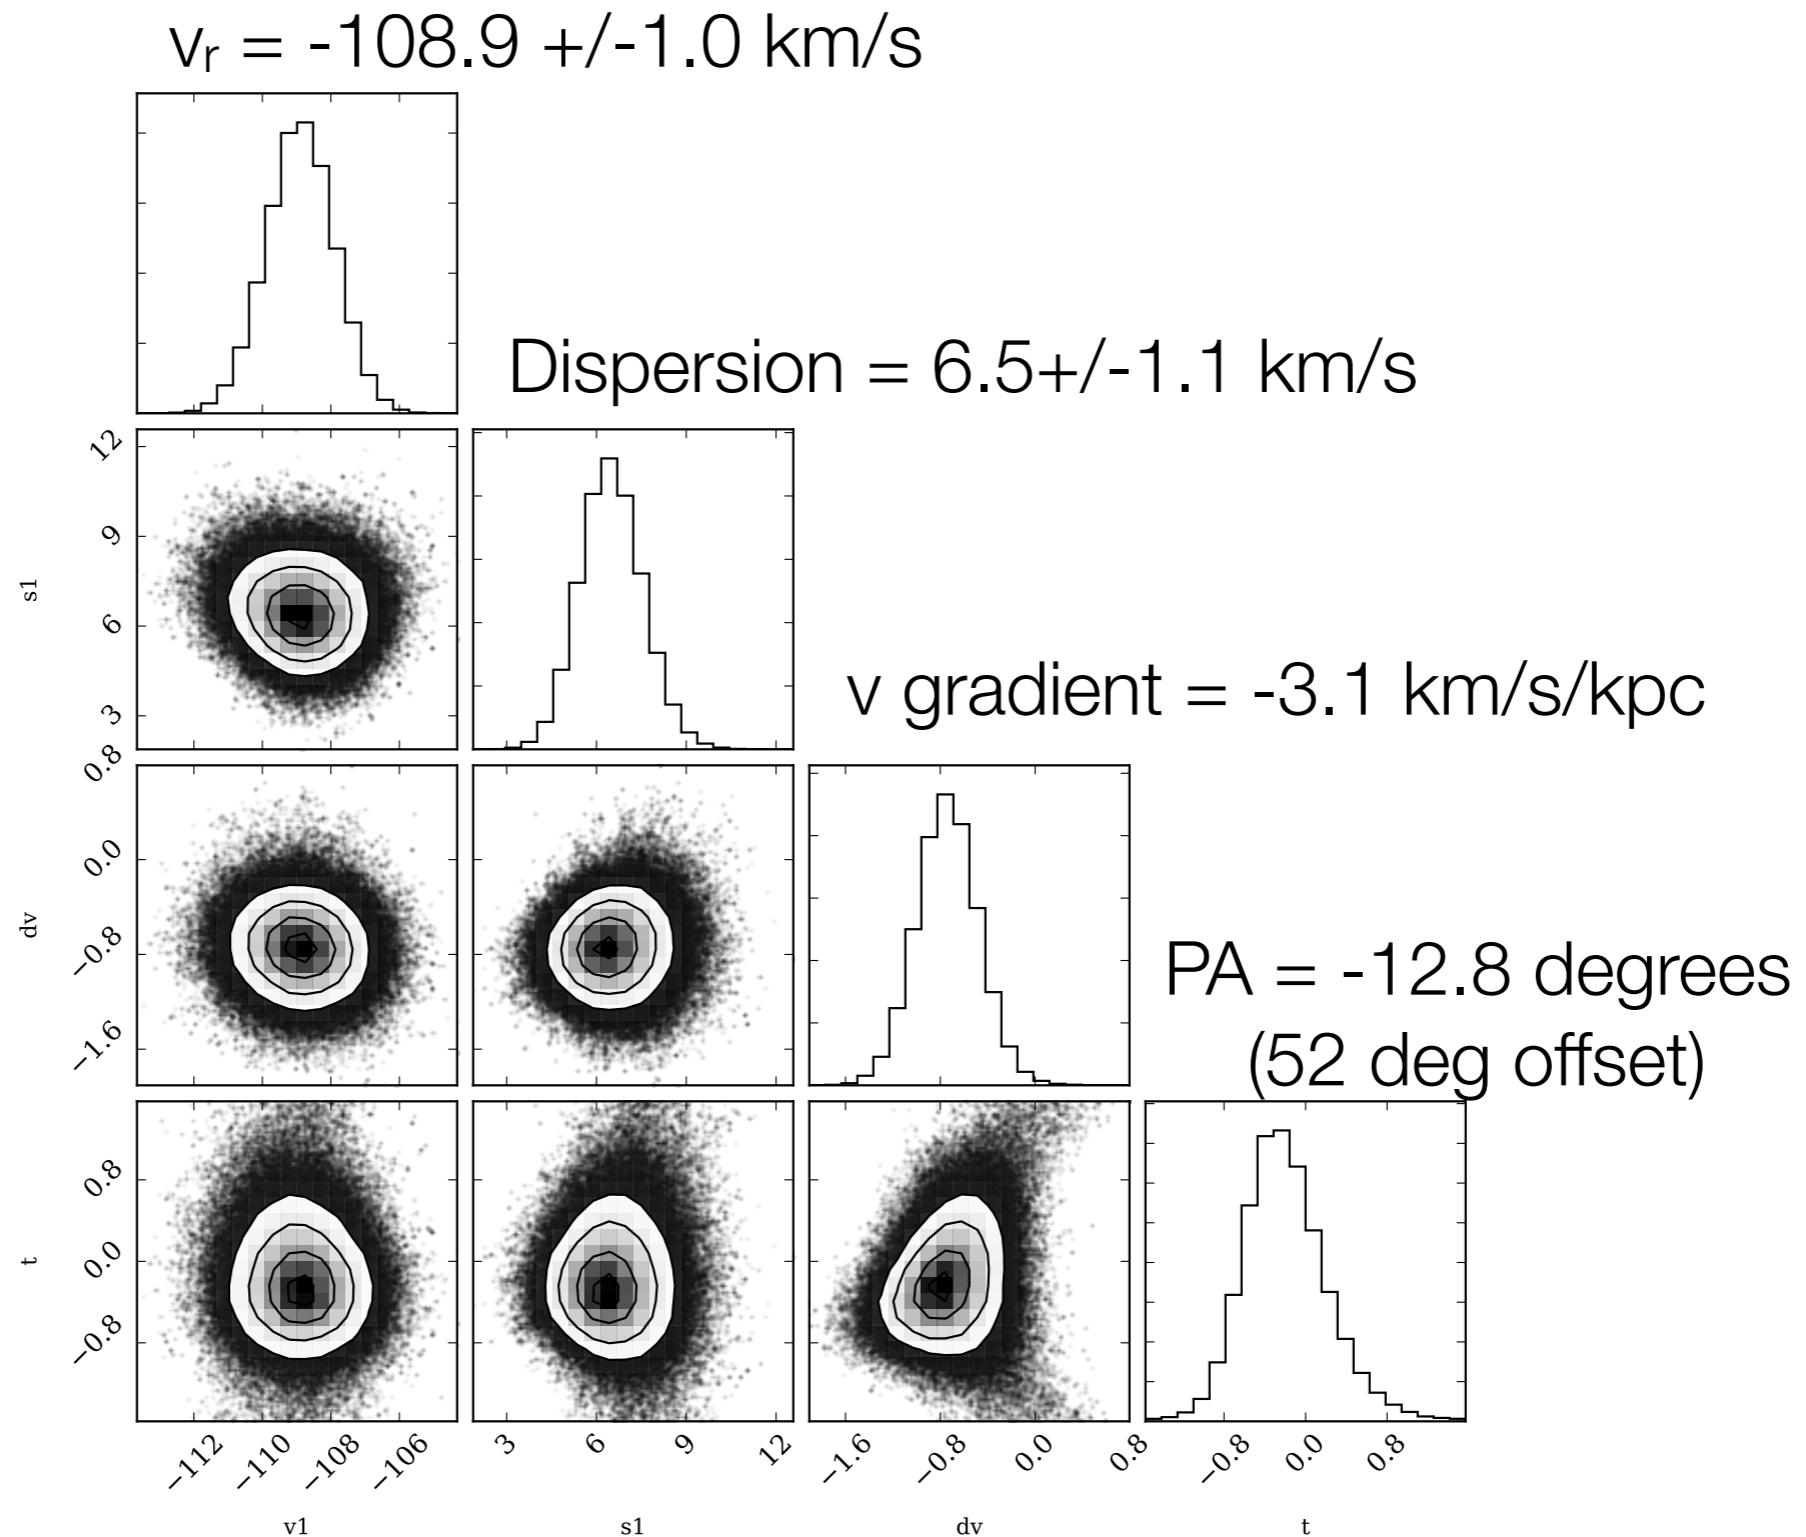 vr = -108.9 +/-1.0 km/s
Dispersion = 6.5+/-1.1 km/s
12
9
6
3
s1
v gradient = -3.1 km/s/kpc
0.8
0.0
−0.8
−1.6
dv
PA = -12.8 degrees
(52 deg offset)
0.8
0.0
−0.8
t
−112 −110 −108 −106
3 6 9 12
−1.6 −0.8 0.0 0.8
−0.8 0.0 0.8
v1 s1 dv t